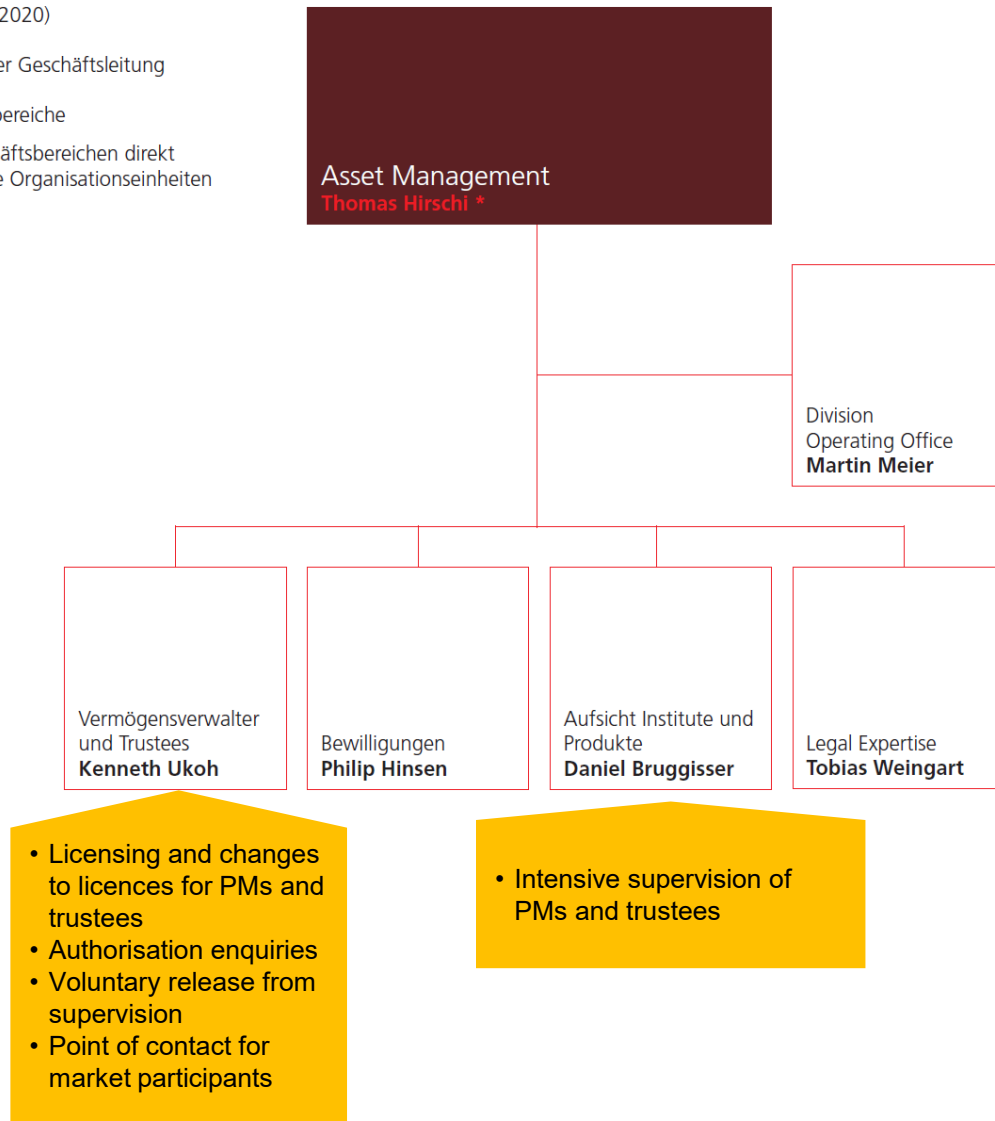 2020)
er Geschäftsleitung
bereiche
äftsbereichen direkt
e Organisationseinheiten
Asset Management
Thomas Hirschi *
Division
Operating Office
Martin Meier
Vermögensverwalter
und Trustees
Kenneth Ukoh
Bewilligungen
Philip Hinsen
Aufsicht Institute und
Produkte
Daniel Bruggisser
Legal Expertise
Tobias Weingart
• Licensing and changes
to licences for PMs and
trustees
• Authorisation enquiries
• Voluntary release from
supervision
• Point of contact for
market participants
• Intensive supervision of
PMs and trustees